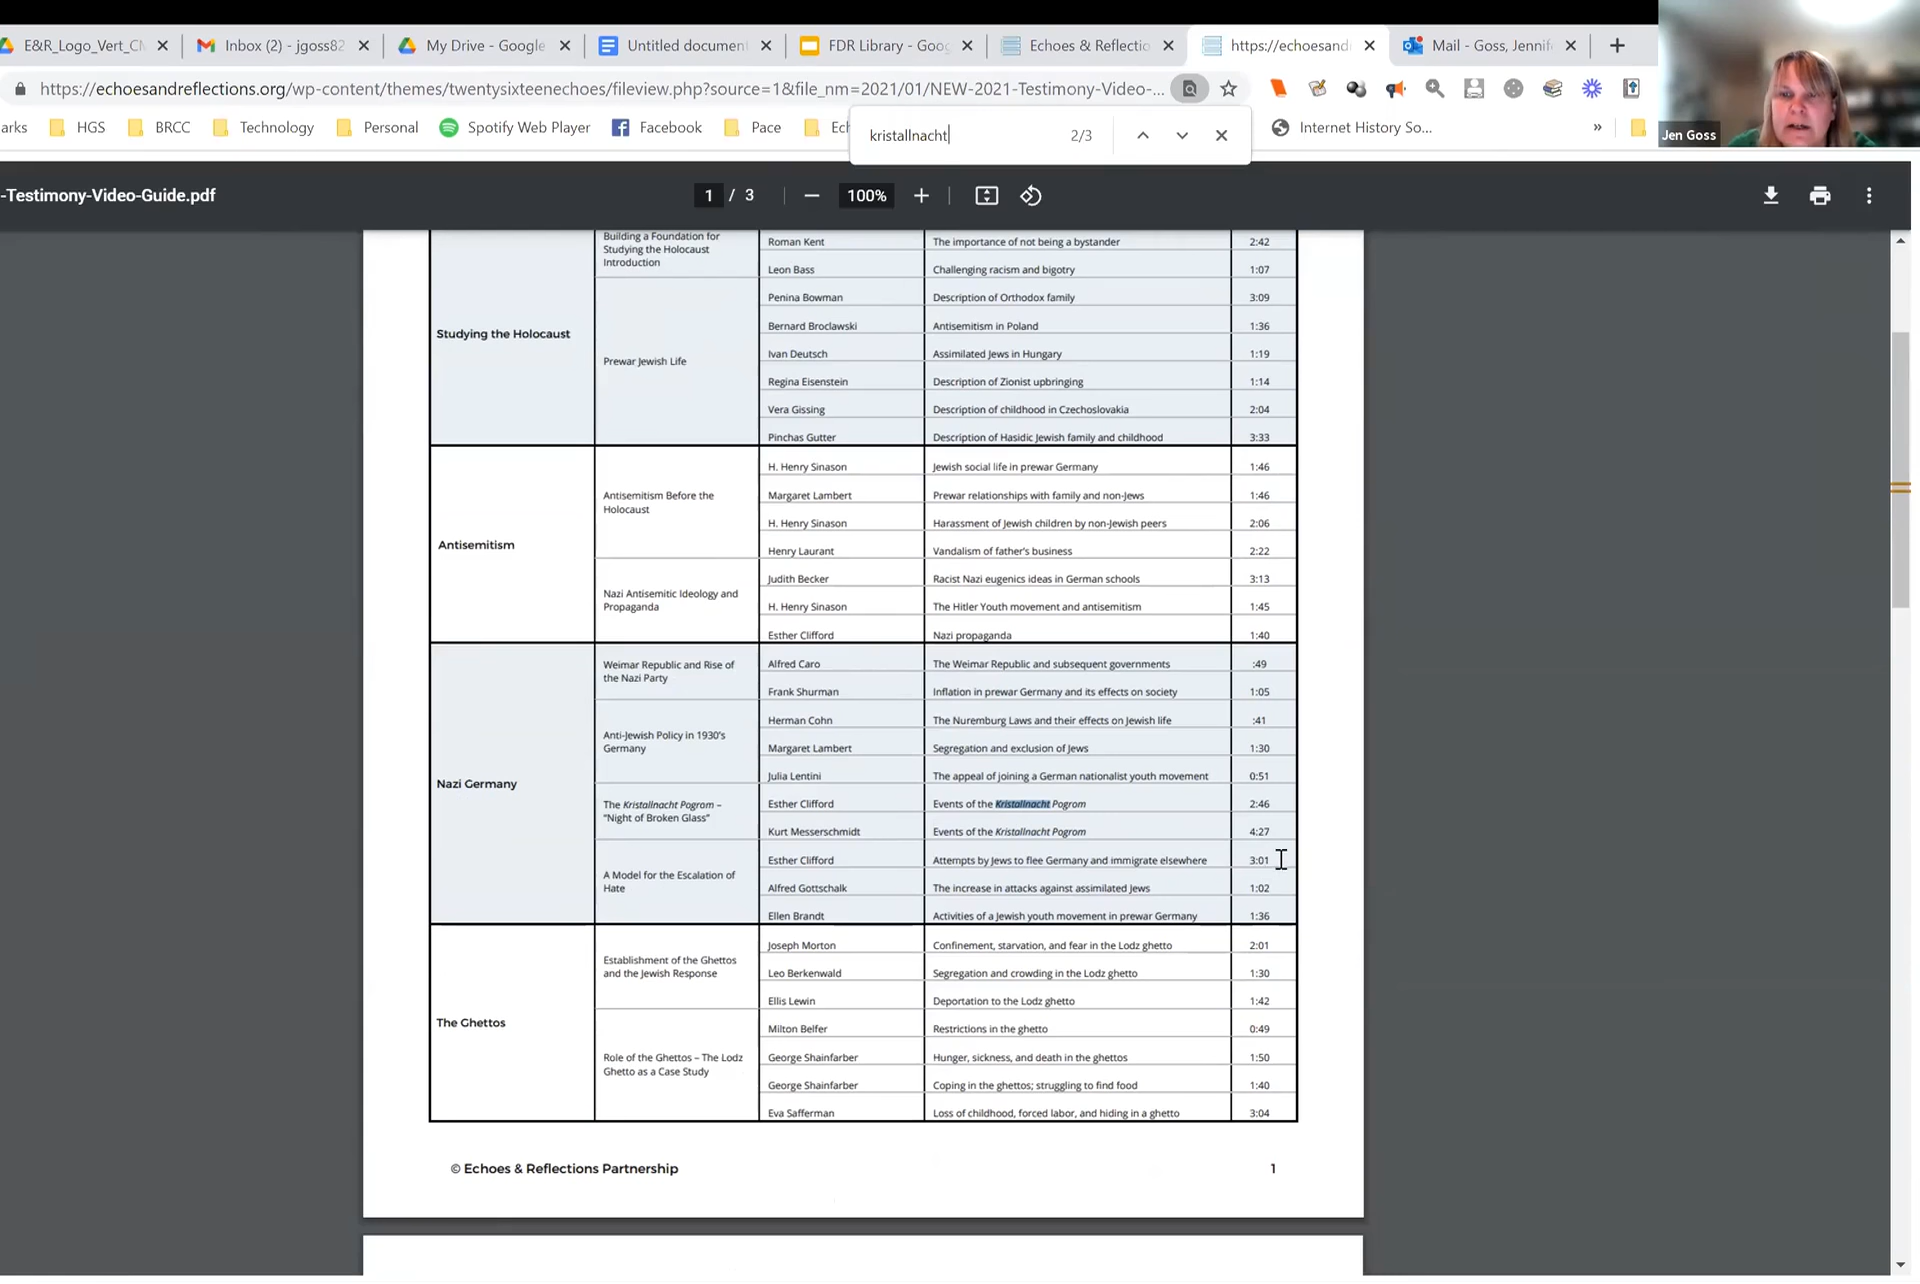 E&R_Logo_Vert_CM
Inbox (2) - jgoss82
My Drive - Google
Untitled document
FDR Library - Goog
Echoes & Reflectio
https://echoesand
Mail - Goss, Jennif
https://echoesandreflections.org/wp-content/themes/twentysixteenechoes/fileview.php?source=1&file_nm=2021/01/NEW-2021-Testimony-Video-...
arks
HGS
BRCC
Technology
Personal
Spotify Web Player
Facebook
Pace
Ech
kristallnacht
2/3
Internet History So...
»
Jen Goss
-Testimony-Video-Guide.pdf
1 / 3
100%
Studying the Holocaust
Building a Foundation for
Studying the Holocaust
Introduction
Roman Kent The importance of not being a bystander 2:42
Leon Bass Challenging racism and bigotry 1:07
Prewar Jewish Life
Penina Bowman Description of Orthodox family 3:09
Bernard Broclawski Antisemitism in Poland 1:36
Ivan Deutsch Assimilated Jews in Hungary 1:19
Regina Eisenstein Description of Zionist upbringing 1:14
Vera Gissing Description of childhood in Czechoslovakia 2:04
Pinchas Gutter Description of Hasidic Jewish family and childhood 3:33
Antisemitism
Antisemitism Before the
Holocaust
H. Henry Sinason Jewish social life in prewar Germany 1:46
Margaret Lambert Prewar relationships with family and non-Jews 1:46
H. Henry Sinason Harassment of Jewish children by non-Jewish peers 2:06
Henry Laurant Vandalism of father's business 2:22
Nazi Antisemitic Ideology and
Propaganda
Judith Becker Racist Nazi eugenics ideas in German schools 3:13
H. Henry Sinason The Hitler Youth movement and antisemitism 1:45
Esther Clifford Nazi propaganda 1:40
Nazi Germany
Weimar Republic and Rise of
the Nazi Party
Alfred Caro The Weimar Republic and subsequent governments :49
Frank Shurman Inflation in prewar Germany and its effects on society 1:05
Anti-Jewish Policy in 1930's
Germany
Herman Cohn The Nuremburg Laws and their effects on Jewish life :41
Margaret Lambert Segregation and exclusion of Jews 1:30
Julia Lentini The appeal of joining a German nationalist youth movement 0:51
The Kristallnacht Pogrom –
"Night of Broken Glass"
Esther Clifford Events of the Kristallnacht Pogrom 2:46
Kurt Messerschmidt Events of the Kristallnacht Pogrom 4:27
A Model for the Escalation of
Hate
Esther Clifford Attempts by Jews to flee Germany and immigrate elsewhere 3:01
Alfred Gottschalk The increase in attacks against assimilated Jews 1:02
Ellen Brandt Activities of a Jewish youth movement in prewar Germany 1:36
The Ghettos
Establishment of the Ghettos
and the Jewish Response
Joseph Morton Confinement, starvation, and fear in the Lodz ghetto 2:01
Leo Berkenwald Segregation and crowding in the Lodz ghetto 1:30
Ellis Lewin Deportation to the Lodz ghetto 1:42
Role of the Ghettos – The Lodz
Ghetto as a Case Study
Milton Belfer Restrictions in the ghetto 0:49
George Shainfarber Hunger, sickness, and death in the ghettos 1:50
George Shainfarber Coping in the ghettos; struggling to find food 1:40
Eva Safferman Loss of childhood, forced labor, and hiding in a ghetto 3:04
© Echoes & Reflections Partnership 1